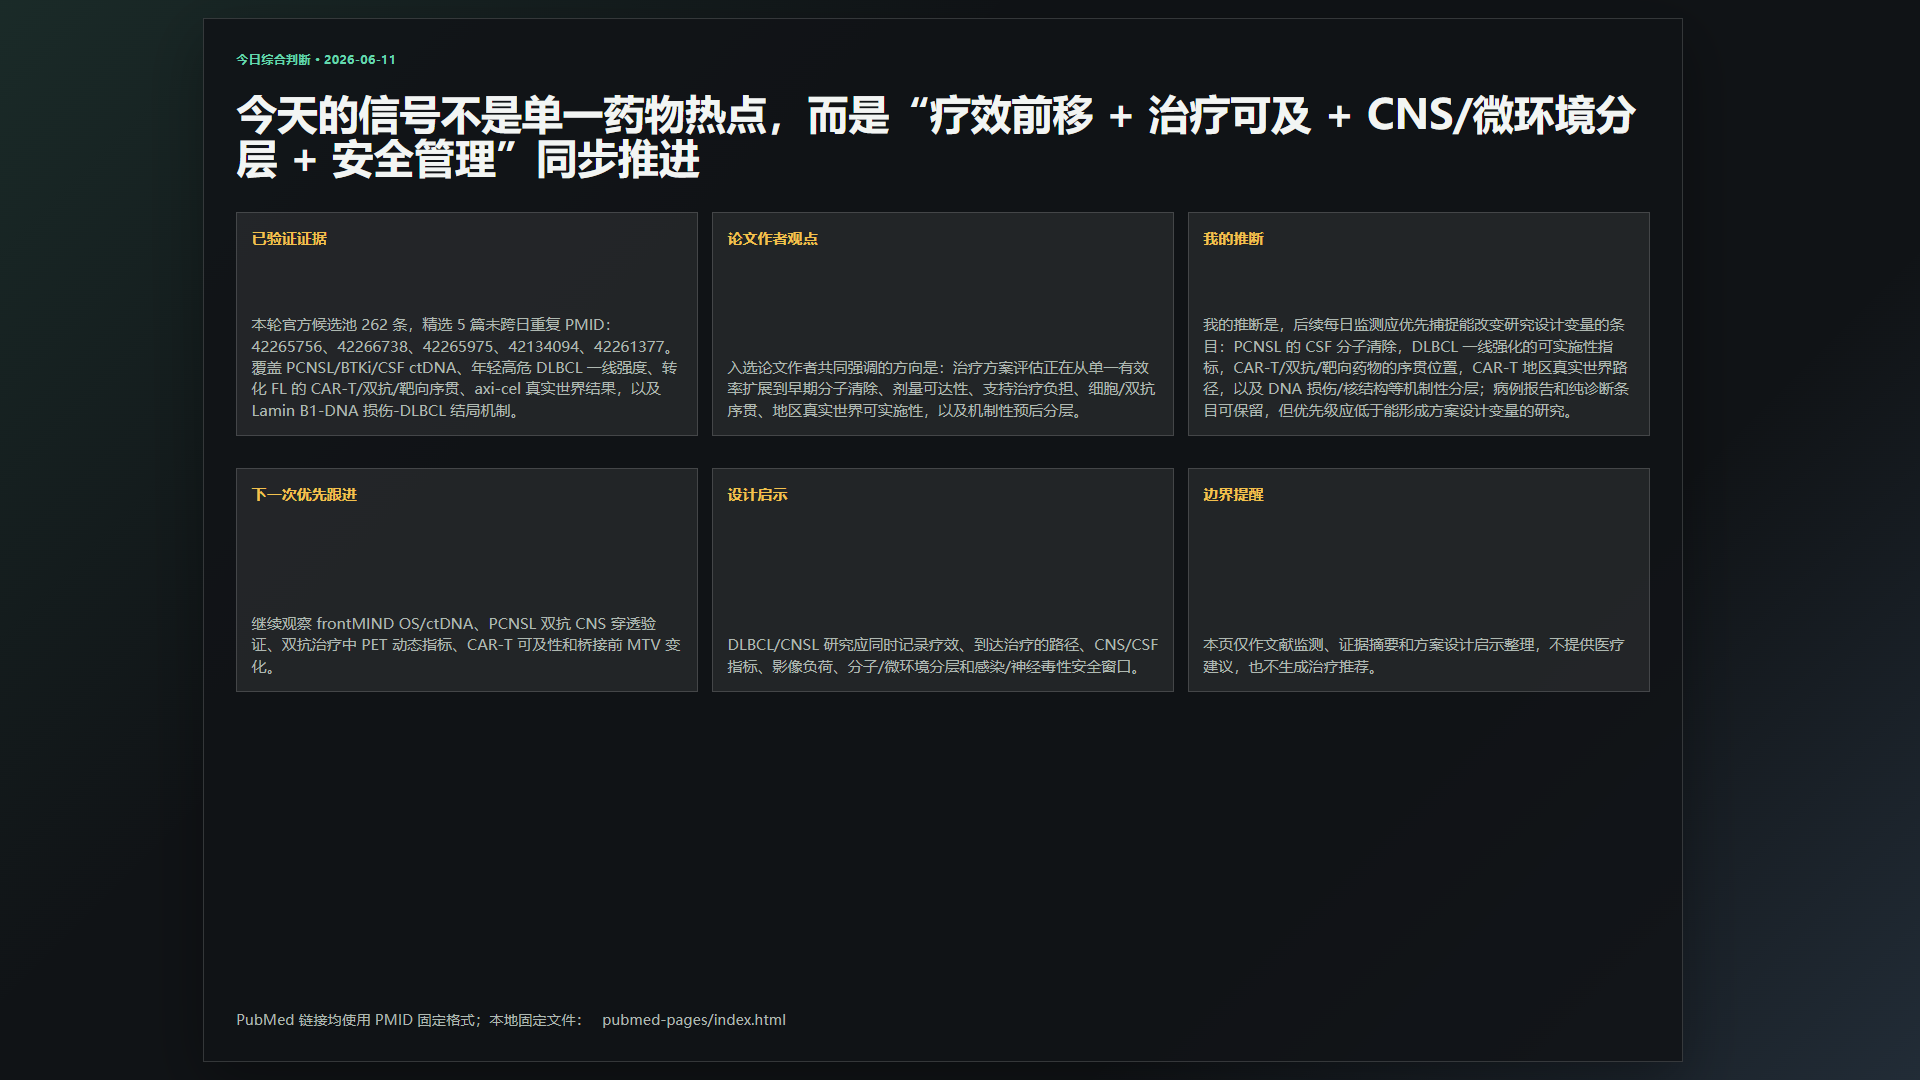 今日综合判断 • 2026-06-11
今天的信号不是单一药物热点，而是“疗效前移 + 治疗可及 + CNS/微环境分
层 + 安全管理”同步推进
已验证证据
本轮官方候选池 262 条，精选 5 篇未跨日重复 PMID：
42265756、42266738、42265975、42134094、42261377。
覆盖 PCNSL/BTKi/CSF ctDNA、年轻高危 DLBCL 一线强度、转
化 FL 的 CAR-T/双抗/靶向序贯、axi-cel 真实世界结果，以及
Lamin B1-DNA 损伤-DLBCL 结局机制。
论文作者观点
入选论文作者共同强调的方向是：治疗方案评估正在从单一有效
率扩展到早期分子清除、剂量可达性、支持治疗负担、细胞/双抗
序贯、地区真实世界可实施性，以及机制性预后分层。
我的推断
我的推断是，后续每日监测应优先捕捉能改变研究设计变量的条
目：PCNSL 的 CSF 分子清除，DLBCL 一线强化的可实施性指
标，CAR-T/双抗/靶向药物的序贯位置，CAR-T 地区真实世界路
径，以及 DNA 损伤/核结构等机制性分层；病例报告和纯诊断条
目可保留，但优先级应低于能形成方案设计变量的研究。
下一次优先跟进
继续观察 frontMIND OS/ctDNA、PCNSL 双抗 CNS 穿透验
证、双抗治疗中 PET 动态指标、CAR-T 可及性和桥接前 MTV 变
化。
设计启示
DLBCL/CNSL 研究应同时记录疗效、到达治疗的路径、CNS/CSF
指标、影像负荷、分子/微环境分层和感染/神经毒性安全窗口。
边界提醒
本页仅作文献监测、证据摘要和方案设计启示整理，不提供医疗
建议，也不生成治疗推荐。
PubMed 链接均使用 PMID 固定格式；本地固定文件： pubmed-pages/index.html